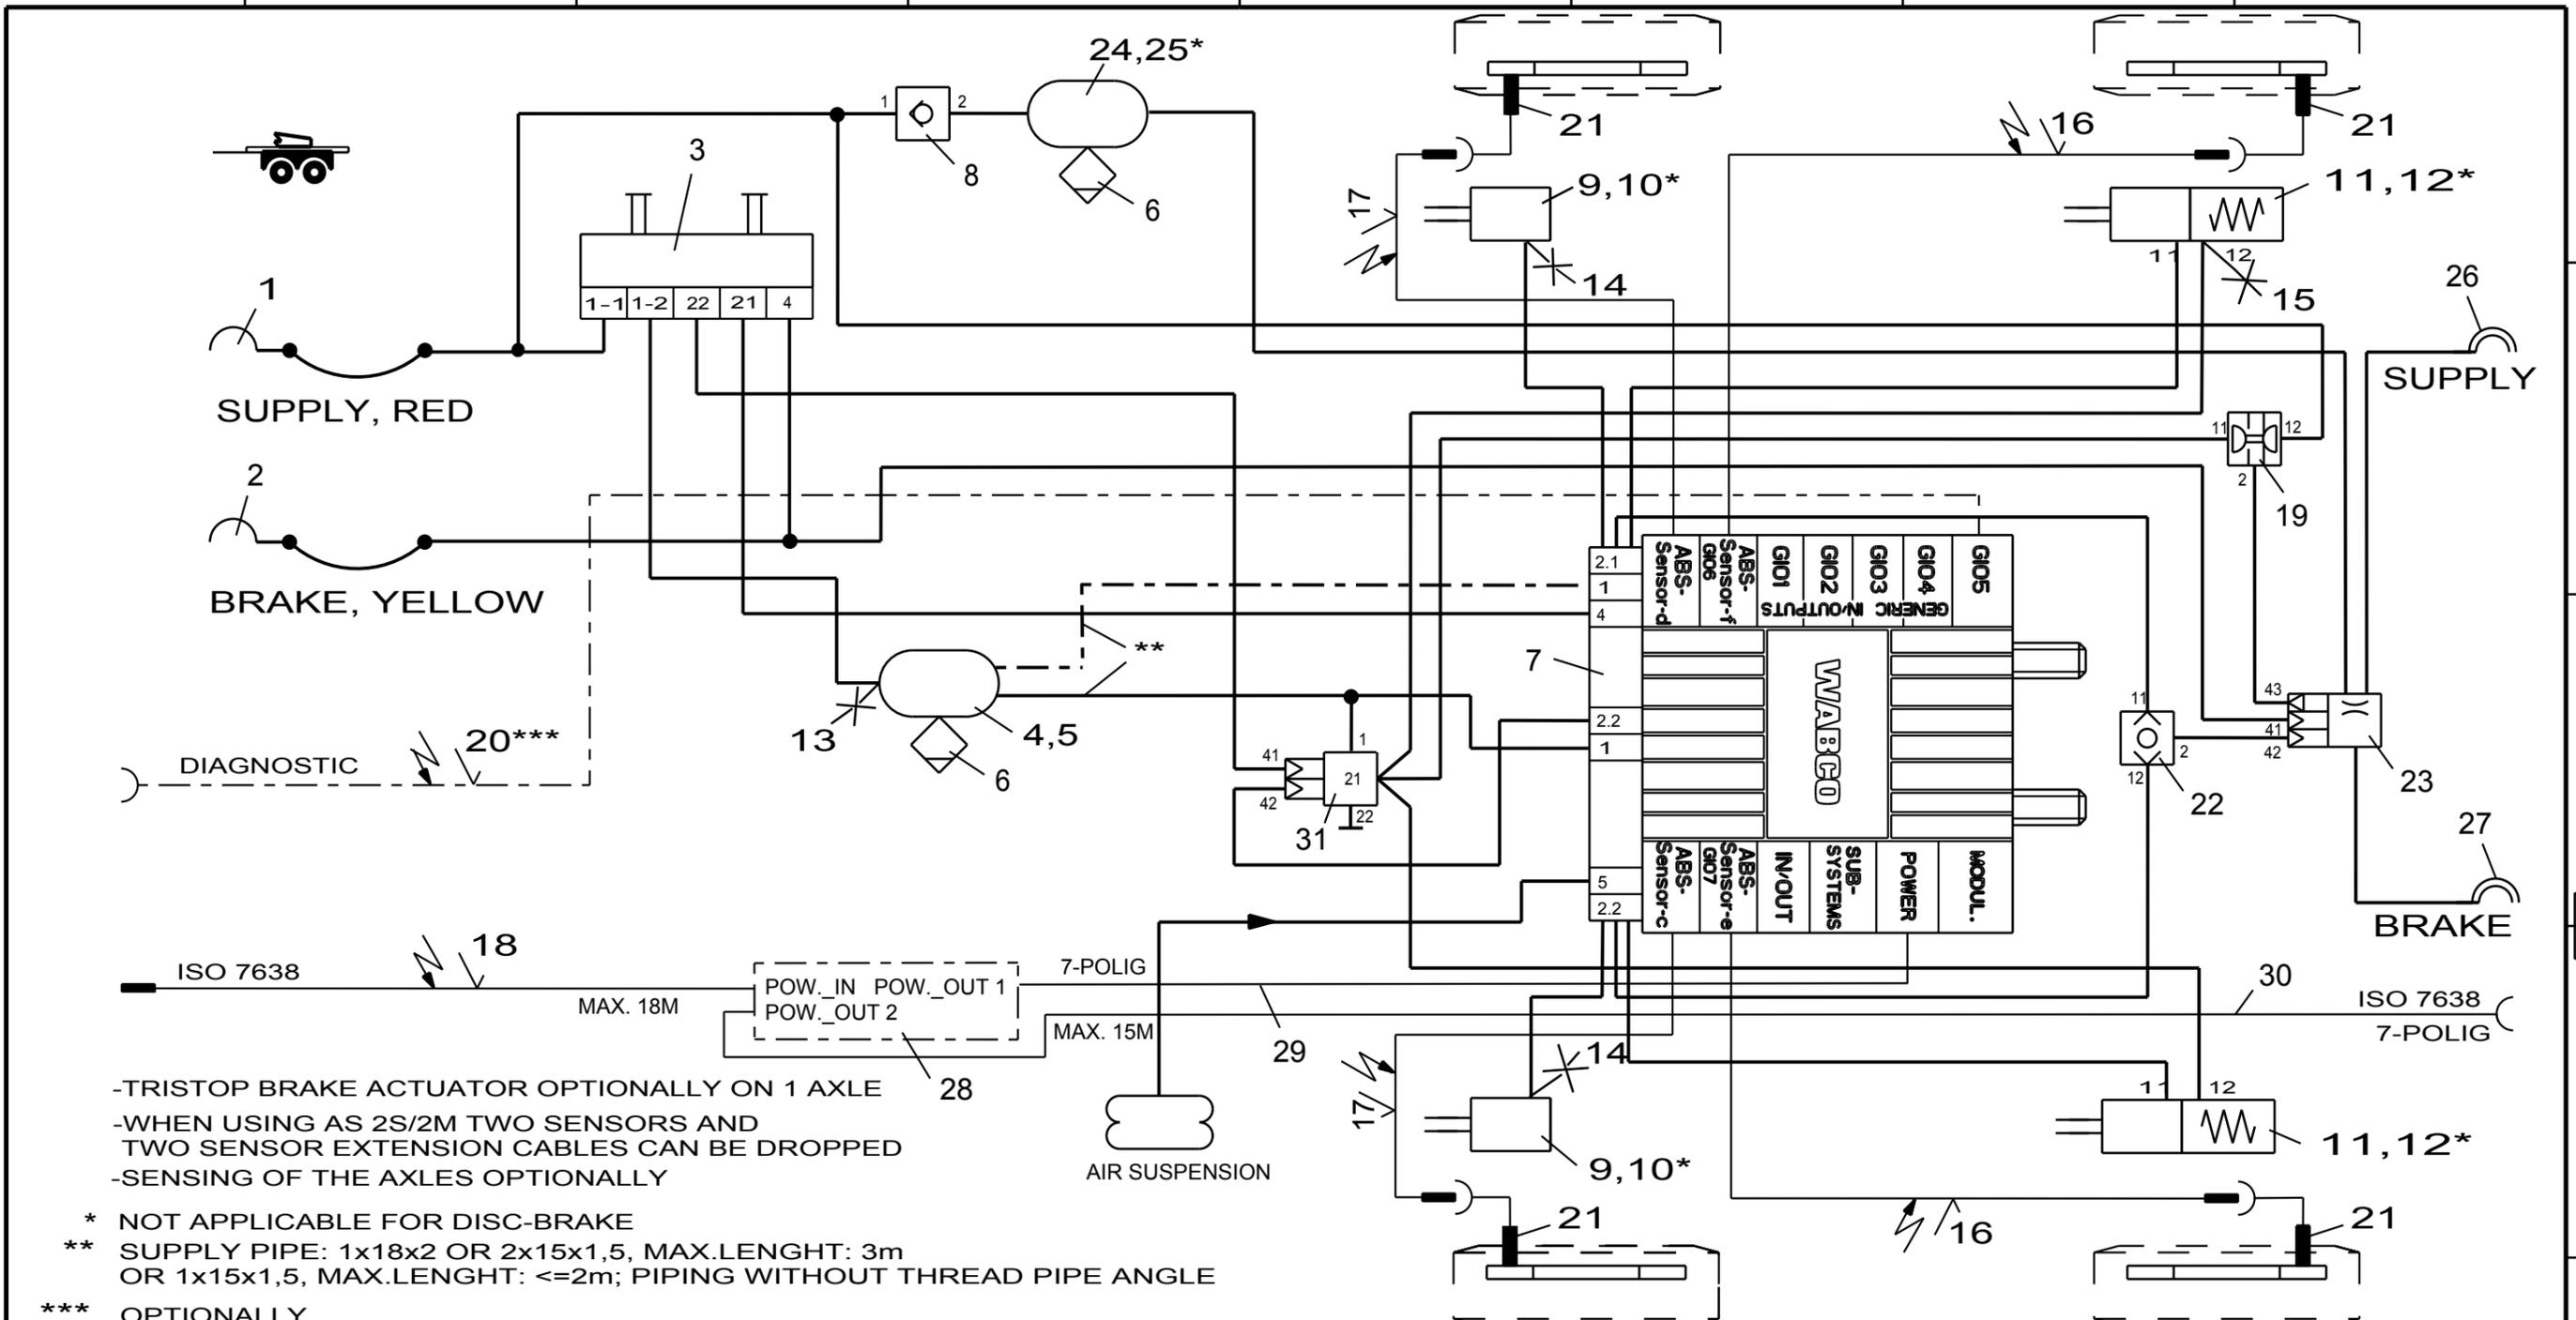 24,25*
1
2
8
6
3
21
16
21
17
9,10*
11,12*
14
11
12
15
1
1-1
1-2
22
21
4
26
SUPPLY, RED
SUPPLY
11
12
2
19
2
BRAKE, YELLOW
2.1
1
4
ABS-
Sensor-d
ABS-
Sensor-f
GIO6
GIO1
GIO2
GIO3
GIO4
GIO5
GENERIC IN/OUTPUTS
**
7
WABCO
13
4,5
6
2.2
1
11
2
12
22
43
41
42
23
20***
DIAGNOSTIC
41
42
1
21
22
31
27
BRAKE
5
2.2
ABS-
Sensor-c
ABS-
Sensor-e
GIO7
IN/OUT
SUB-
SYSTEMS
POWER
MODUL.
ISO 7638
18
MAX. 18M
POW._IN POW._OUT 1
POW._OUT 2
7-POLIG
MAX. 15M
29
28
30
ISO 7638
7-POLIG
AIR SUSPENSION
17
14
9,10*
11
12
11,12*
21
16
21
-TRISTOP BRAKE ACTUATOR OPTIONALLY ON 1 AXLE
-WHEN USING AS 2S/2M TWO SENSORS AND
TWO SENSOR EXTENSION CABLES CAN BE DROPPED
-SENSING OF THE AXLES OPTIONALLY
* NOT APPLICABLE FOR DISC-BRAKE
** SUPPLY PIPE: 1x18x2 OR 2x15x1,5, MAX.LENGHT: 3m
OR 1x15x1,5, MAX.LENGHT: <=2m; PIPING WITHOUT THREAD PIPE ANGLE
*** OPTIONALLY